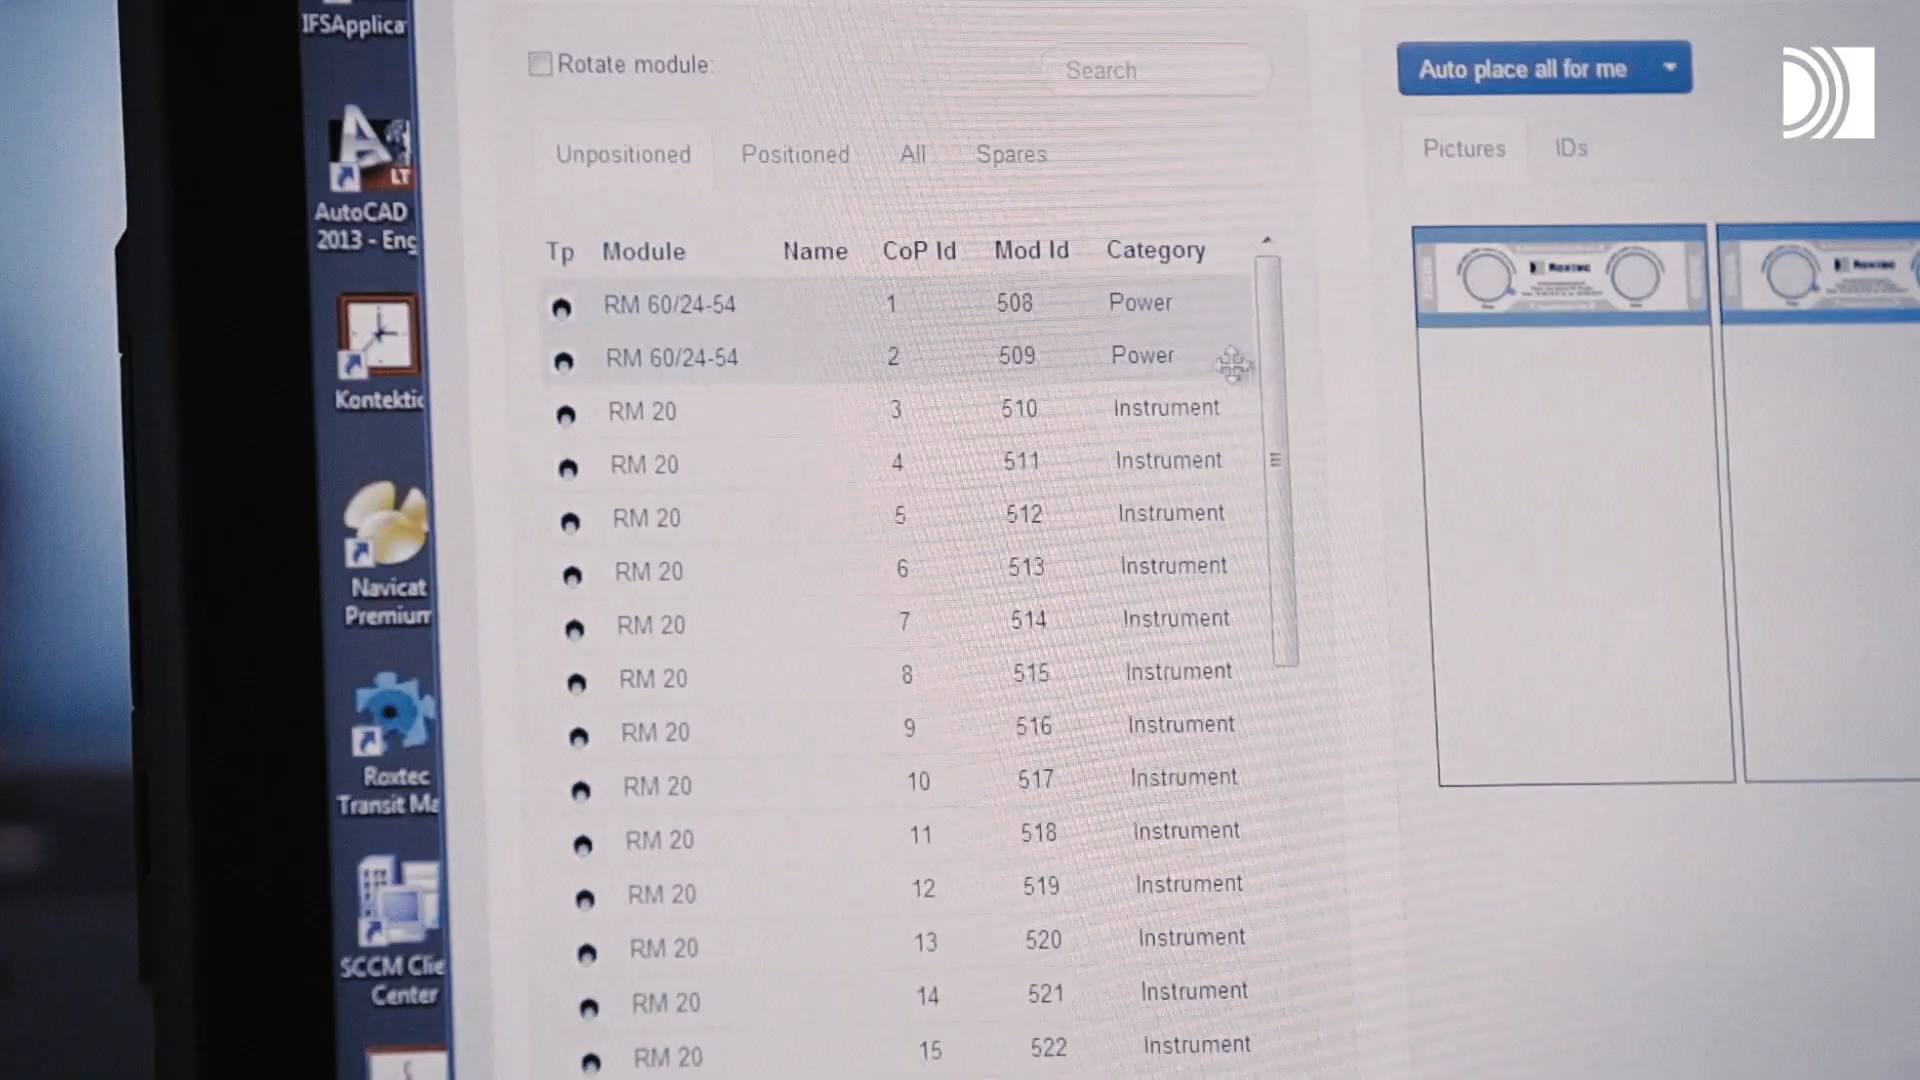 IFSApplica
AutoCAD
2013 - Eng
LT
Kontektic
Navicat
Premium
Roxtec
Transit Ma
SCCM Clie
Center
Rotate module:
Search
Unpositioned Positioned All Spares
Tp Module Name CoP Id Mod Id Category
RM 60/24-54 1 508 Power
RM 60/24-54 2 509 Power
RM 20 3 510 Instrument
RM 20 4 511 Instrument
RM 20 5 512 Instrument
RM 20 6 513 Instrument
RM 20 7 514 Instrument
RM 20 8 515 Instrument
RM 20 9 516 Instrument
RM 20 10 517 Instrument
RM 20 11 518 Instrument
RM 20 12 519 Instrument
RM 20 13 520 Instrument
RM 20 14 521 Instrument
RM 20 15 522 Instrument
Auto place all for me
Pictures IDs
Roxtec
Roxtec